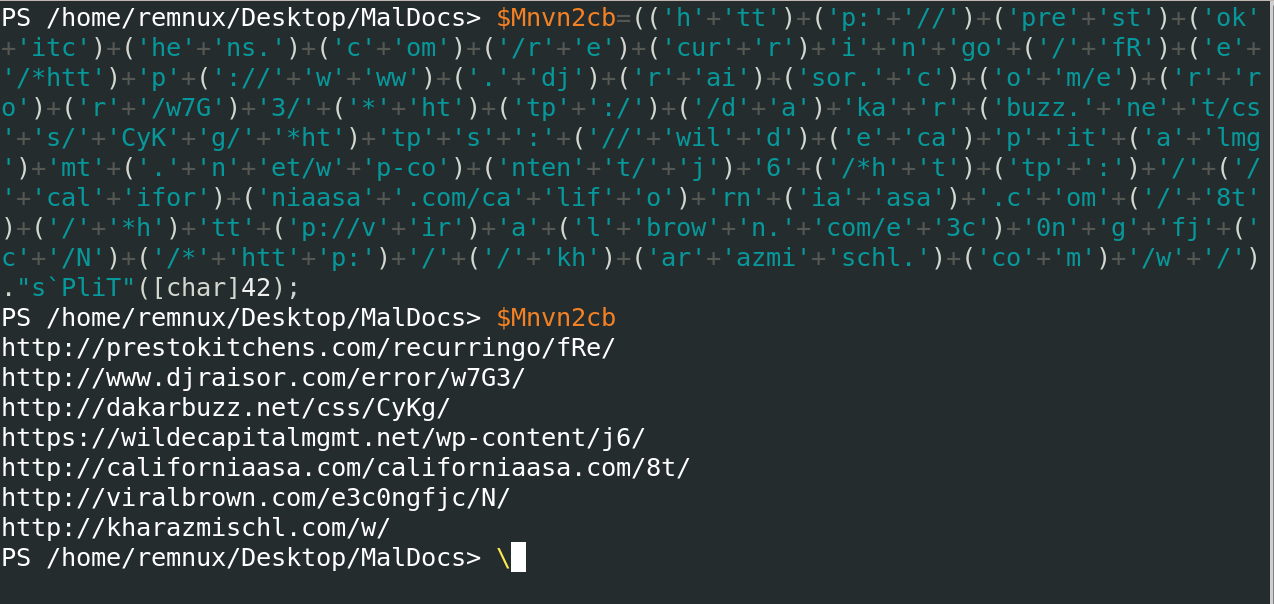 PS /home/remnux/Desktop/MalDocs> $Mnvn2cb=(('h'+'tt')+('p:'+'//')+('pre'+'st')+('ok'
+'itc')+('he'+'ns.')+('c'+'om')+('/r'+'e')+('cur'+'r')+'i'+'n'+'go'+('/'+'fR')+('e'+
'/*htt')+'p'+('://'+'w'+'ww')+('.'+'dj')+('r'+'ai')+('sor.'+'c')+('o'+'m/e')+('r'+'r
o')+('r'+'/w7G')+'3/'+('*'+'ht')+('tp'+':/')+('/d'+'a')+'ka'+'r'+('buzz.'+'ne'+'t/cs
'+'s/'+'CyK'+'g/'+'*ht')+'tp'+'s'+':'+('//'+'wil'+'d')+('e'+'ca')+'p'+'it'+('a'+'lmg
')+'mt'+('.'+'n'+'et/w'+'p-co')+('nten'+'t/'+'j')+'6'+('/*h'+'t')+('tp'+':')+'/'+('/
'+'cal'+'ifor')+('niaasa'+'.com/ca'+'lif'+'o')+'rn'+('ia'+'asa')+'.c'+'om'+('/'+'8t'
)+('/'+'*h')+'tt'+('p://v'+'ir')+'a'+('l'+'brow'+'n.'+'com/e'+'3c')+'0n'+'g'+'fj'+('
c'+'/N')+('/*'+'htt'+'p:')+'/'+('/'+'kh')+('ar'+'azmi'+'schl.')+('co'+'m')+'/w'+'/')
."s`PliT"([char]42);
PS /home/remnux/Desktop/MalDocs> $Mnvn2cb
http://prestokitchens.com/recurringo/fRe/
http://www.djraisor.com/error/w7G3/
http://dakarbuzz.net/css/CyKg/
https://wildecapitalmgmt.net/wp-content/j6/
http://californiaasa.com/californiaasa.com/8t/
http://viralbrown.com/e3c0ngfjc/N/
http://kharazmischl.com/w/
PS /home/remnux/Desktop/MalDocs> \